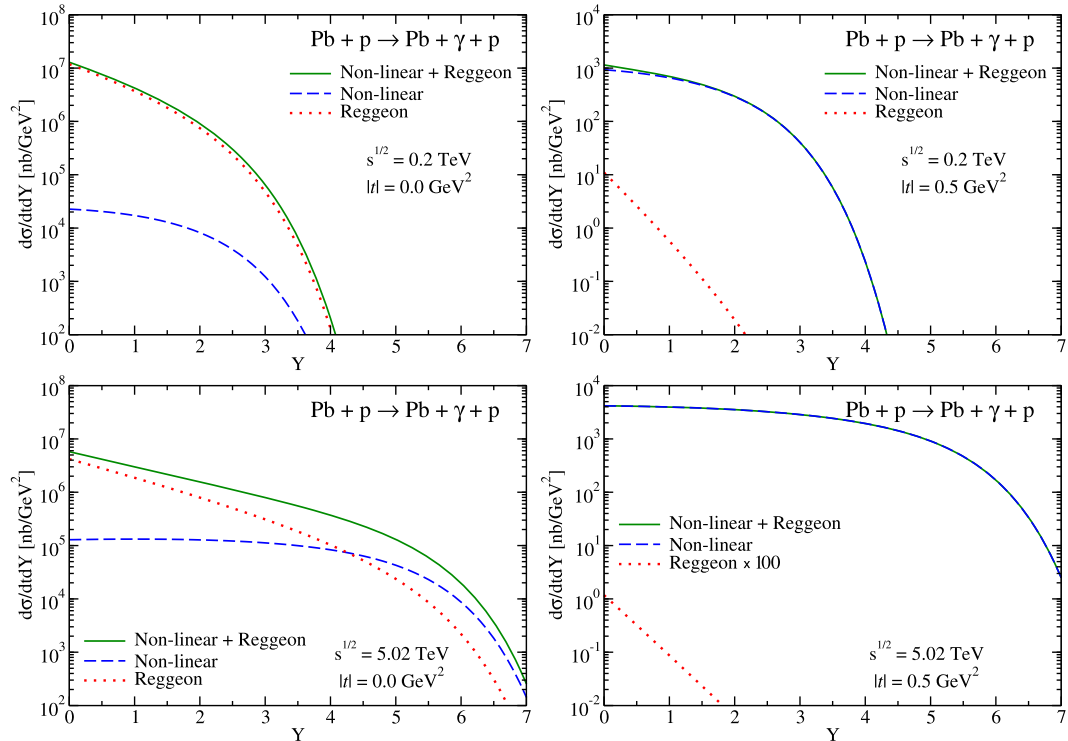 Pb + p → Pb + γ + p
Non-linear + Reggeon
Non-linear
Reggeon
s^{1/2} = 0.2 TeV
|t| = 0.0 GeV^2
dσ/dtdY [nb/GeV^2]
10^8
10^7
10^6
10^5
10^4
10^3
10^2
0 1 2 3 4 5 6 7
Y
Pb + p → Pb + γ + p
Non-linear + Reggeon
Non-linear
Reggeon
s^{1/2} = 0.2 TeV
|t| = 0.5 GeV^2
dσ/dtdY [nb/GeV^2]
10^4
10^3
10^2
10^1
10^0
10^{-1}
10^{-2}
0 1 2 3 4 5 6 7
Y
Pb + p → Pb + γ + p
Non-linear + Reggeon
Non-linear
Reggeon
s^{1/2} = 5.02 TeV
|t| = 0.0 GeV^2
dσ/dtdY [nb/GeV^2]
10^8
10^7
10^6
10^5
10^4
10^3
10^2
0 1 2 3 4 5 6 7
Y
Pb + p → Pb + γ + p
Non-linear + Reggeon
Non-linear
Reggeon × 100
s^{1/2} = 5.02 TeV
|t| = 0.5 GeV^2
dσ/dtdY [nb/GeV^2]
10^4
10^3
10^2
10^1
10^0
10^{-1}
10^{-2}
0 1 2 3 4 5 6 7
Y